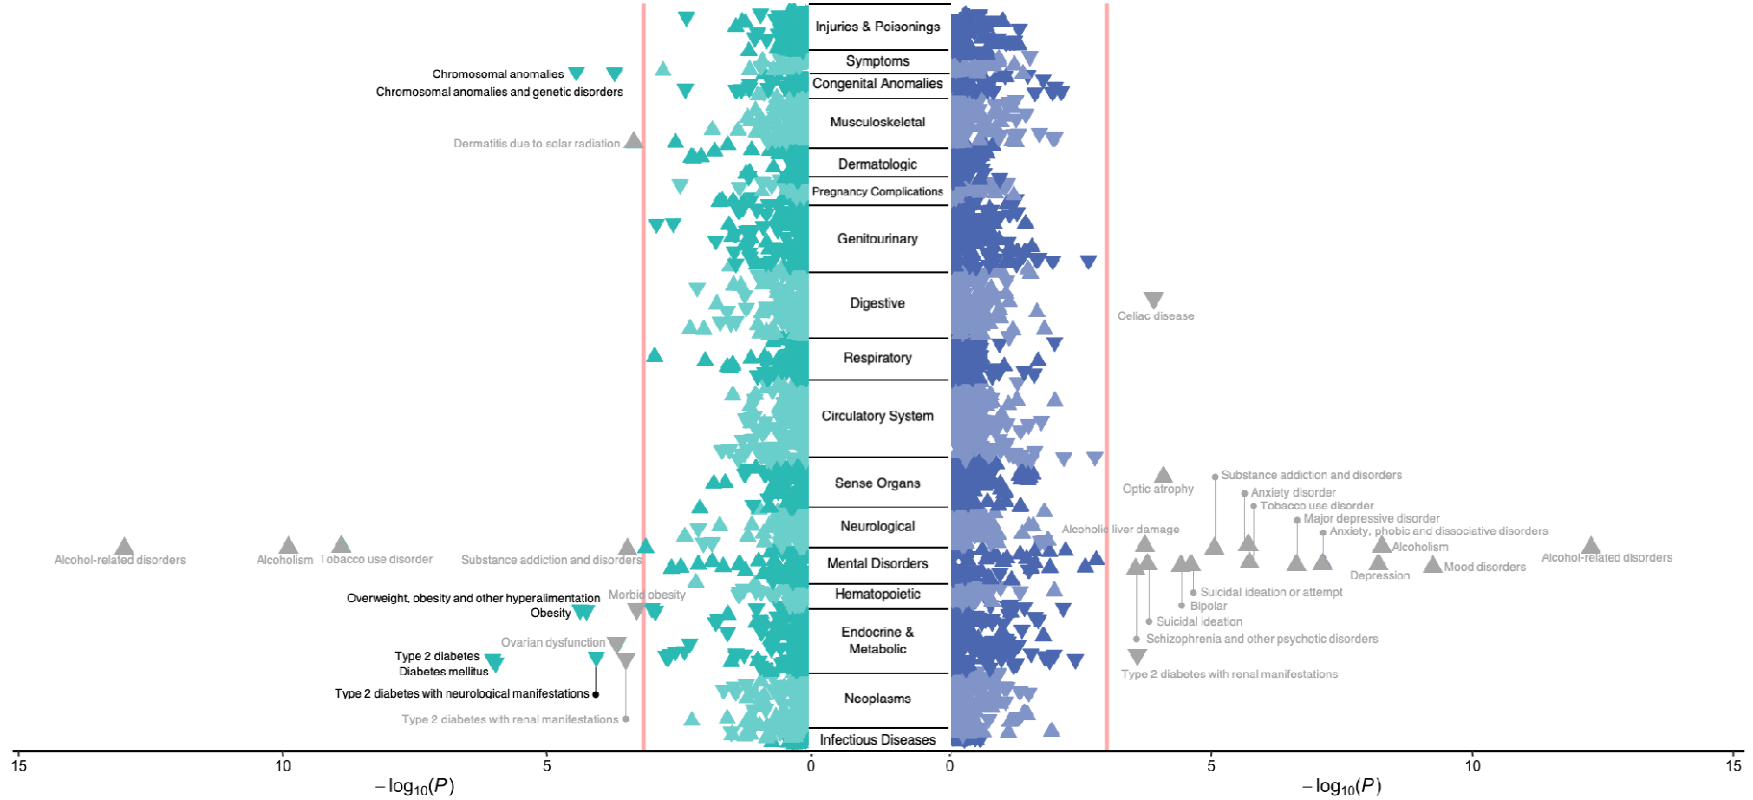 Injuries & Poisonings
Symptoms
Chromosomal anomalies
Congenital Anomalies
Chromosomal anomalies and genetic disorders
Musculoskeletal
Dermatitis due to solar radiation
Dermatologic
Pregnancy Complications
Genitourinary
Digestive
Celiac disease
Respiratory
Circulatory System
Substance addiction and disorders
Sense Organs
Optic atrophy
Anxiety disorder
Tobacco use disorder
Major depressive disorder
Neurological
Alcoholic liver damage
Anxiety, phobic and dissociative disorders
Alcoholism
Alcohol-related disorders
Alcohol-related disorders
Alcoholism
Tobacco use disorder
Substance addiction and disorders
Mental Disorders
Mood disorders
Depression
Hematopoietic
Suicidal ideation or attempt
Overweight, obesity and other hyperalimentation
Morbid obesity
Bipolar
Obesity
Suicidal ideation
Endocrine &
Metabolic
Schizophrenia and other psychotic disorders
Ovarian dysfunction
Type 2 diabetes
Diabetes mellitus
Type 2 diabetes with renal manifestations
Type 2 diabetes with neurological manifestations
Neoplasms
Type 2 diabetes with renal manifestations
Infectious Diseases
15 10 5 0 0 5 10 15
−log10(P) −log10(P)